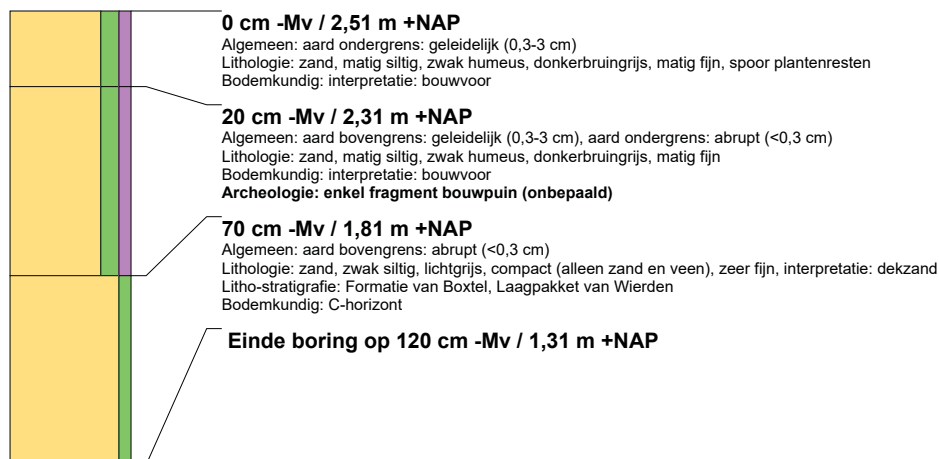 0 cm -Mv / 2,51 m +NAP
Algemeen: aard ondergrens: geleidelijk (0,3-3 cm)
Lithologie: zand, matig siltig, zwak humeus, donkerbruingrijs, matig fijn, spoor plantenresten
Bodemkundig: interpretatie: bouwvoor
20 cm -Mv / 2,31 m +NAP
Algemeen: aard bovengrens: geleidelijk (0,3-3 cm), aard ondergrens: abrupt (<0,3 cm)
Lithologie: zand, matig siltig, zwak humeus, donkerbruingrijs, matig fijn
Bodemkundig: interpretatie: bouwvoor
Archeologie: enkel fragment bouwpuin (onbepaald)
70 cm -Mv / 1,81 m +NAP
Algemeen: aard bovengrens: abrupt (<0,3 cm)
Lithologie: zand, zwak siltig, lichtgrijs, compact (alleen zand en veen), zeer fijn, interpretatie: dekzand
Litho-stratigrafie: Formatie van Boxtel, Laagpakket van Wierden
Bodemkundig: C-horizont
Einde boring op 120 cm -Mv / 1,31 m +NAP